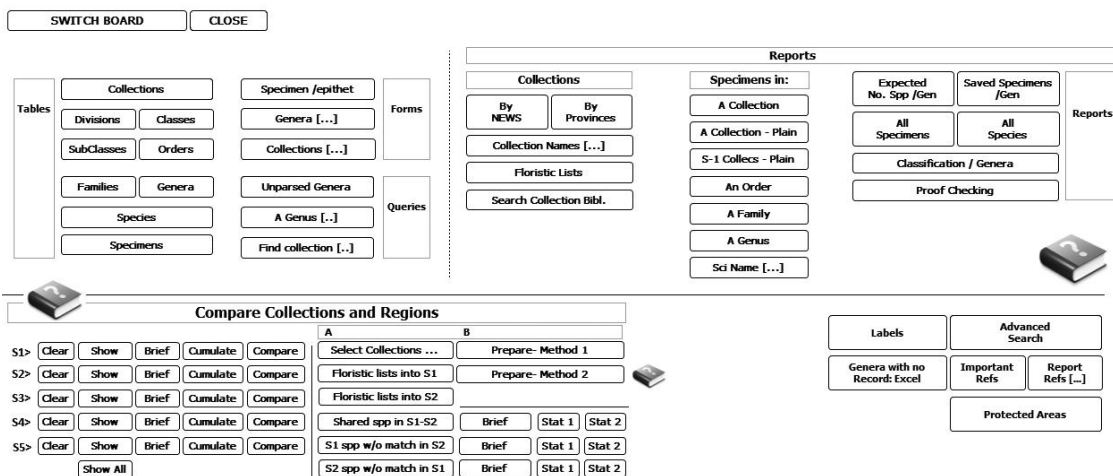 SWITCH BOARD CLOSE
Reports
Tables
Collections
Divisions Classes
SubClasses Orders
Families Genera
Species
Specimens
Specimen /epithet
Genera [...]
Collections [...]
Forms
Unparsed Genera
A Genus [..]
Find collection [..]
Queries
Collections
By
NEWS
By
Provinces
Collection Names [...]
Floristic Lists
Search Collection Bibl.
Specimens in:
A Collection
A Collection - Plain
S-1 Collecs - Plain
An Order
A Family
A Genus
Sci Name [...]
Expected
No. Spp /Gen
Saved Specimens
/Gen
All
Specimens
All
Species
Classification / Genera
Proof Checking
Reports
Compare Collections and Regions
A B
S1> Clear Show Brief Cumulate Compare Select Collections ... Prepare- Method 1
S2> Clear Show Brief Cumulate Compare Floristic lists into S1 Prepare- Method 2
S3> Clear Show Brief Cumulate Compare Floristic lists into S2
S4> Clear Show Brief Cumulate Compare Shared spp in S1-S2 Brief Stat 1 Stat 2
S5> Clear Show Brief Cumulate Compare S1 spp w/o match in S2 Brief Stat 1 Stat 2
Show All S2 spp w/o match in S1 Brief Stat 1 Stat 2
Labels
Advanced
Search
Genera with no
Record: Excel
Important
Refs
Report
Refs [...]
Protected Areas